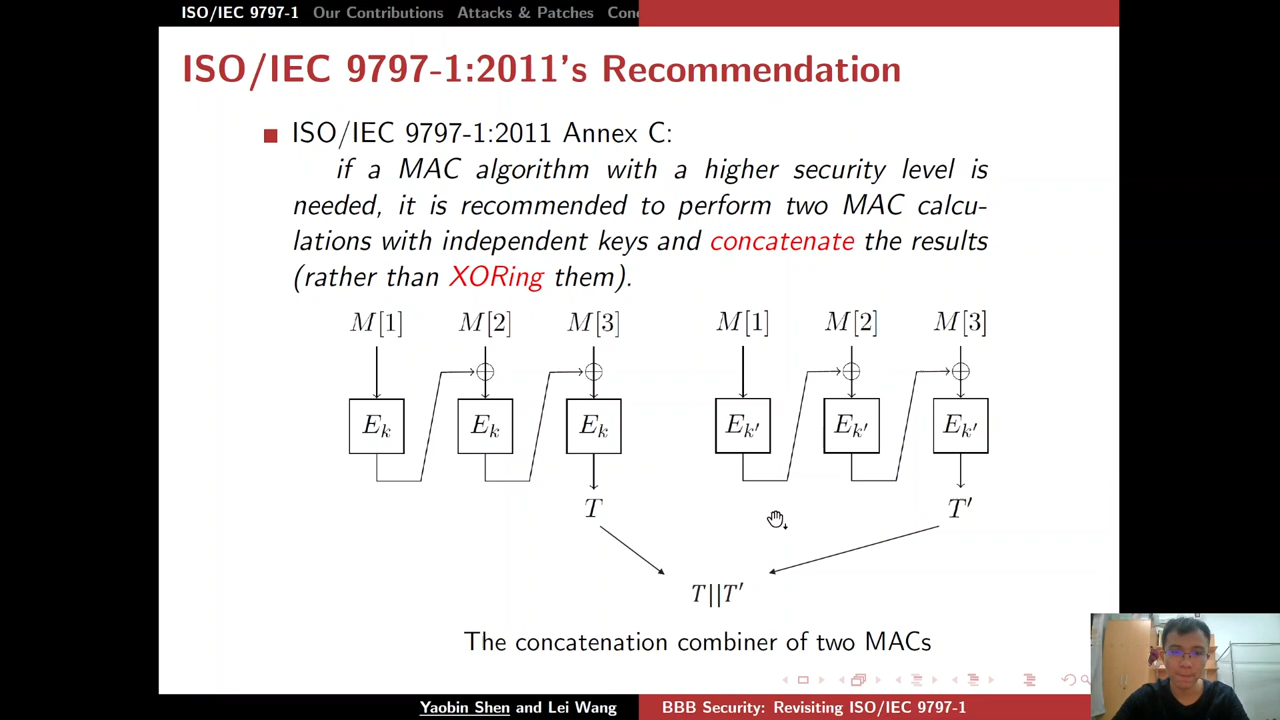 ISO/IEC 9797-1 Our Contributions Attacks & Patches Conc
ISO/IEC 9797-1:2011's Recommendation
ISO/IEC 9797-1:2011 Annex C:
if a MAC algorithm with a higher security level is
needed, it is recommended to perform two MAC calcu-
lations with independent keys and concatenate the results
(rather than XORing them).
M[1] M[2] M[3] M[1] M[2] M[3]
E_k E_k E_k E_{k'} E_{k'} E_{k'}
T T'
T||T'
The concatenation combiner of two MACs
Yaobin Shen and Lei Wang BBB Security: Revisiting ISO/IEC 9797-1